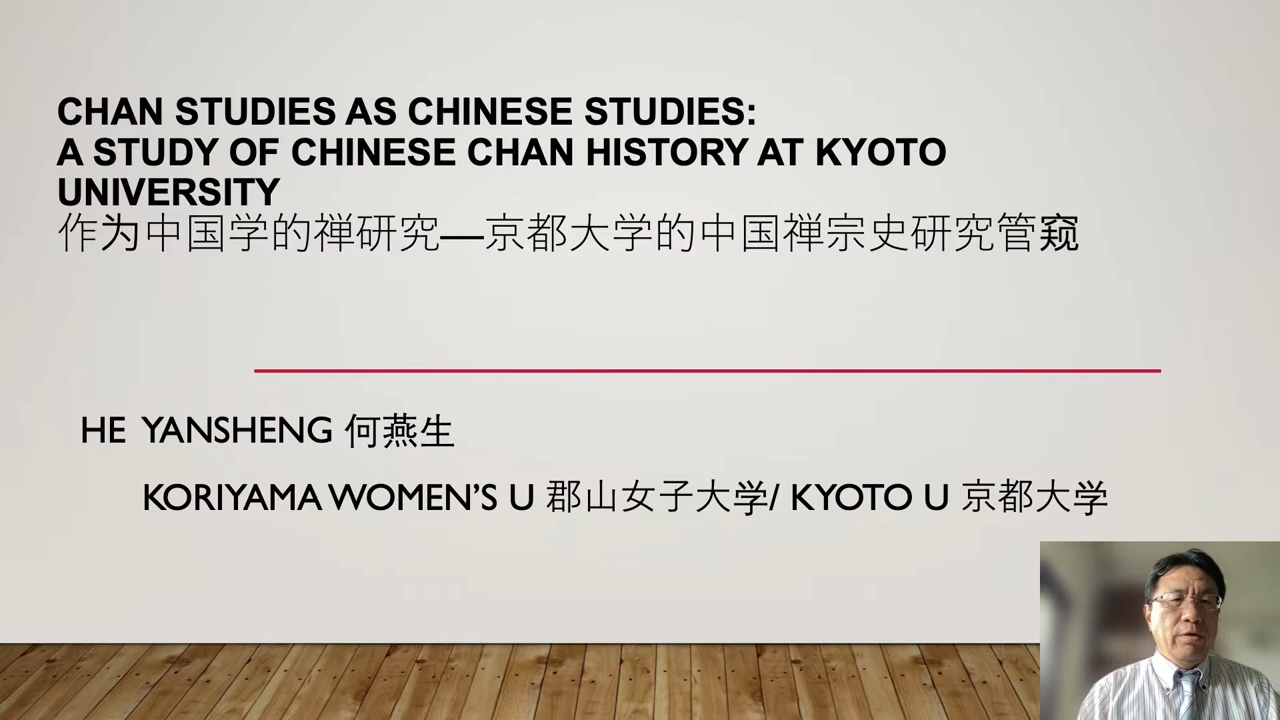 CHAN STUDIES AS CHINESE STUDIES:
A STUDY OF CHINESE CHAN HISTORY AT KYOTO
UNIVERSITY
作为中国学的禅研究—京都大学的中国禅宗史研究管窥
HE YANSHENG 何燕生
KORIYAMA WOMEN'S U 郡山女子大学/ KYOTO U 京都大学